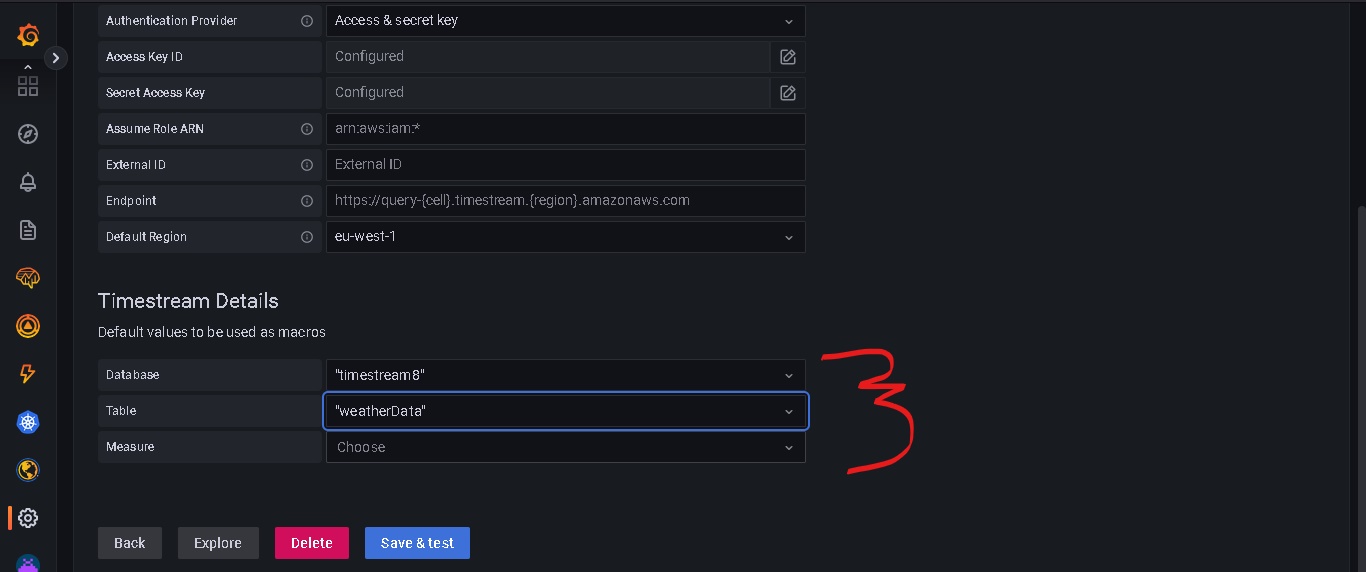 Authentication Provider Access & secret key
Access Key ID Configured
Secret Access Key Configured
Assume Role ARN arn:aws:iam:*
External ID External ID
Endpoint https://query-{cell}.timestream.{region}.amazonaws.com
Default Region eu-west-1
Timestream Details
Default values to be used as macros
Database "timestream8"
Table "weatherData"
Measure Choose
3
Back Explore Delete Save & test